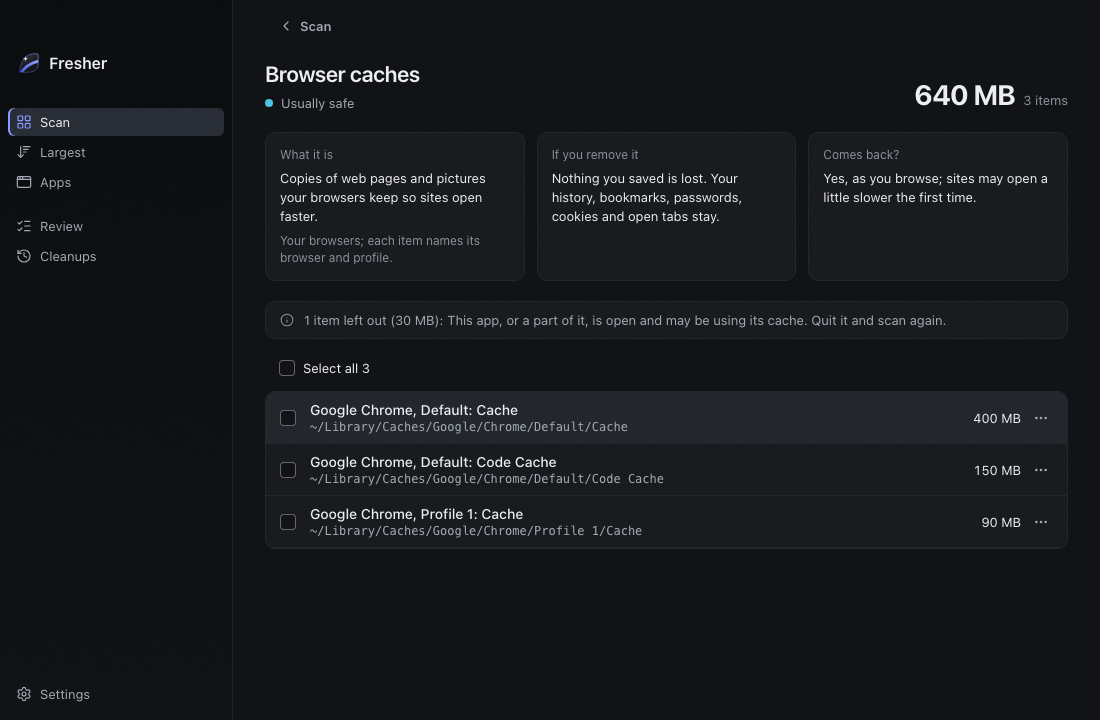 Scan
Fresher
Scan
Largest
Apps
Review
Cleanups
Settings
Browser caches
Usually safe
640 MB 3 items
What it is
Copies of web pages and pictures
your browsers keep so sites open
faster.
Your browsers; each item names its
browser and profile.
If you remove it
Nothing you saved is lost. Your
history, bookmarks, passwords,
cookies and open tabs stay.
Comes back?
Yes, as you browse; sites may open a
little slower the first time.
1 item left out (30 MB): This app, or a part of it, is open and may be using its cache. Quit it and scan again.
Select all 3
Google Chrome, Default: Cache
~/Library/Caches/Google/Chrome/Default/Cache
400 MB
Google Chrome, Default: Code Cache
~/Library/Caches/Google/Chrome/Default/Code Cache
150 MB
Google Chrome, Profile 1: Cache
~/Library/Caches/Google/Chrome/Profile 1/Cache
90 MB